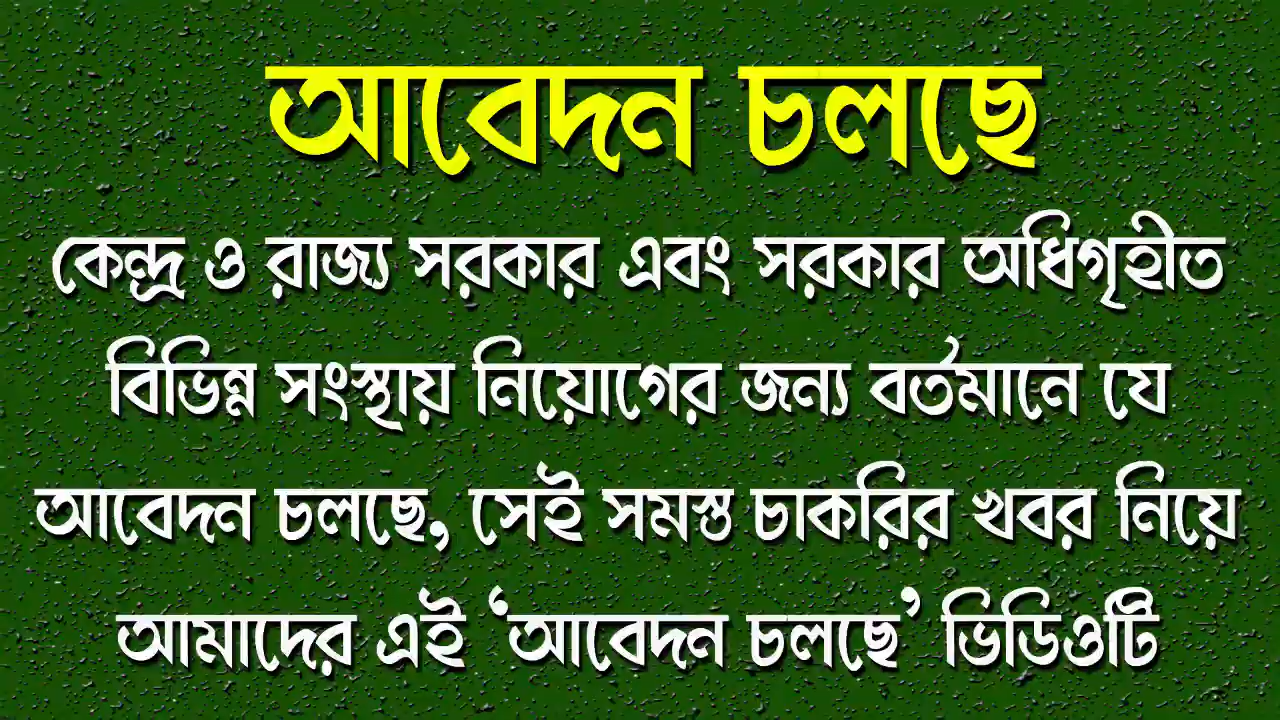 আবেদন চলছে
কেন্দ্র ও রাজ্য সরকার এবং সরকার অধিগৃহীত
বিভিন্ন সংস্থায় নিয়োগের জন্য বর্তমানে যে
আবেদন চলছে, সেই সমস্ত চাকরির খবর নিয়ে
আমাদের এই ‘আবেদন চলছে’ ভিডিওটি